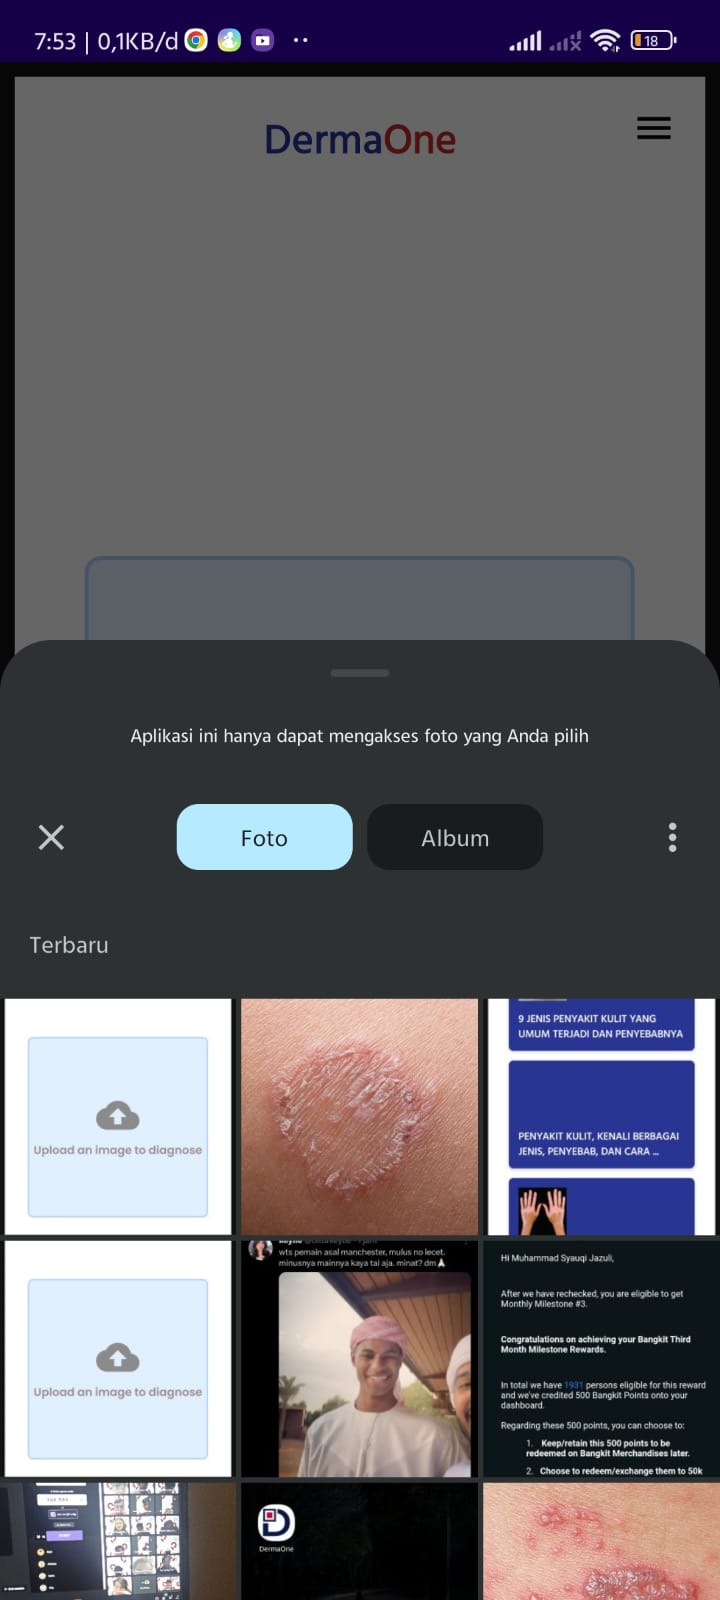 7:53 | 0,1KB/d
18
DermaOne
Aplikasi ini hanya dapat mengakses foto yang Anda pilih
Foto
Album
Terbaru
Upload an image to diagnose
9 JENIS PENYAKIT KULIT YANG
UMUM TERJADI DAN PENYEBABNYA
PENYAKIT KULIT, KENALI BERBAGAI
JENIS, PENYEBAB, DAN CARA ...
Upload an image to diagnose
wts pemain asal manchester, mulus no lecet.
minusnya mainnya kaya tai aja. minat? dm🙏
Hi Muhammad Syauqi Jazuli,
After we have rechecked, you are eligible to get
Monthly Milestone #3.
Congratulations on achieving your Bangkit Third
Month Milestone Rewards.
In total we have 1931 persons eligible for this reward
and we've credited 500 Bangkit Points onto your
dashboard.
Regarding these 500 points, you can choose to:
1. Keep/retain this 500 points to be
redeemed on Bangkit Merchandises later.
2. Choose to redeem/exchange them to 50k
DermaOne